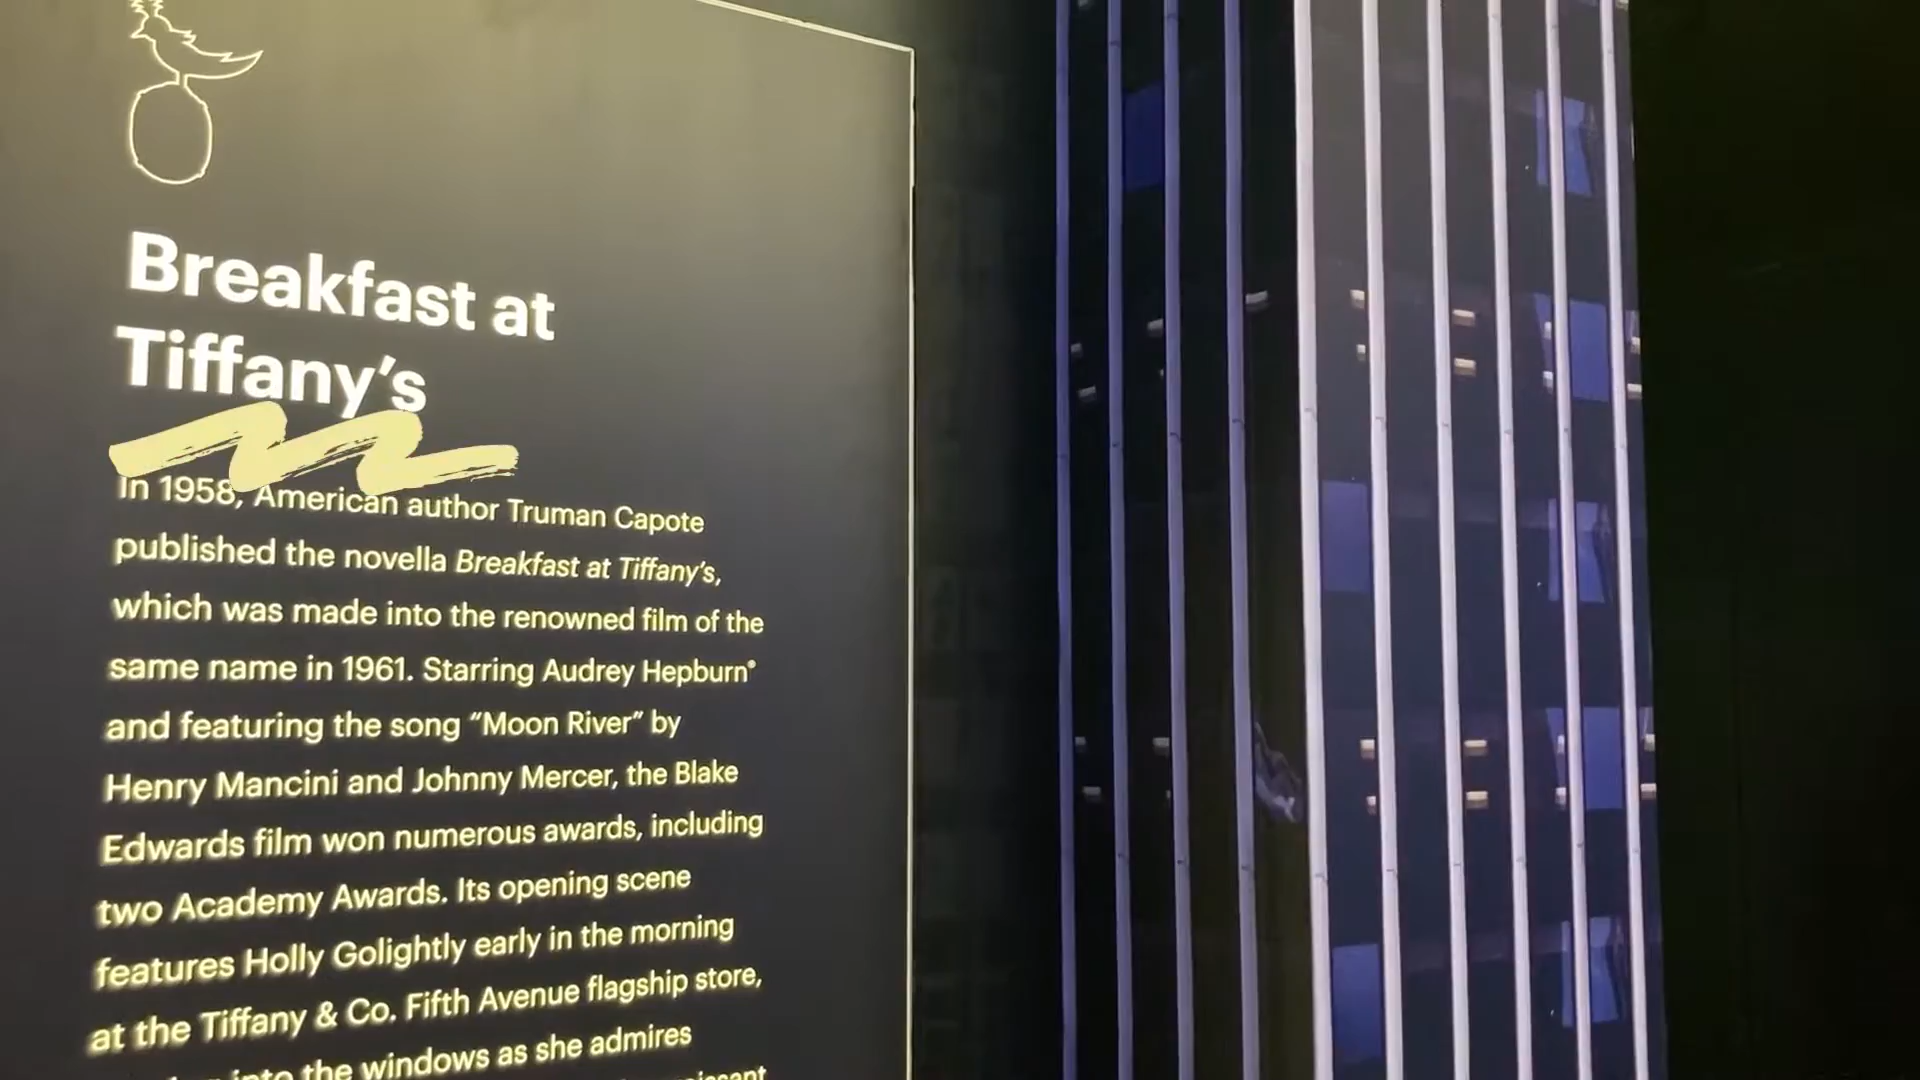 Breakfast at
Tiffany’s
In 1958, American author Truman Capote
published the novella Breakfast at Tiffany’s,
which was made into the renowned film of the
same name in 1961. Starring Audrey Hepburn®
and featuring the song “Moon River” by
Henry Mancini and Johnny Mercer, the Blake
Edwards film won numerous awards, including
two Academy Awards. Its opening scene
features Holly Golightly early in the morning
at the Tiffany & Co. Fifth Avenue flagship store,
into the windows as she admires